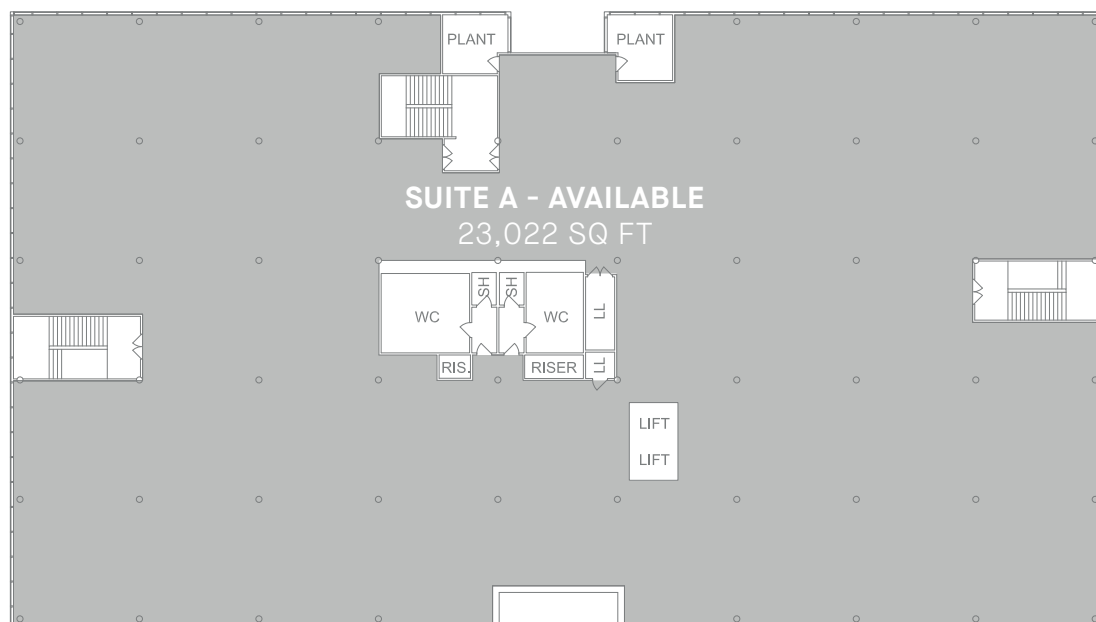 PLANT
PLANT
SUITE A - AVAILABLE
23,022 SQ FT
SH
SH
WC
WC
LL
RIS.
RISER
LL
LIFT
LIFT